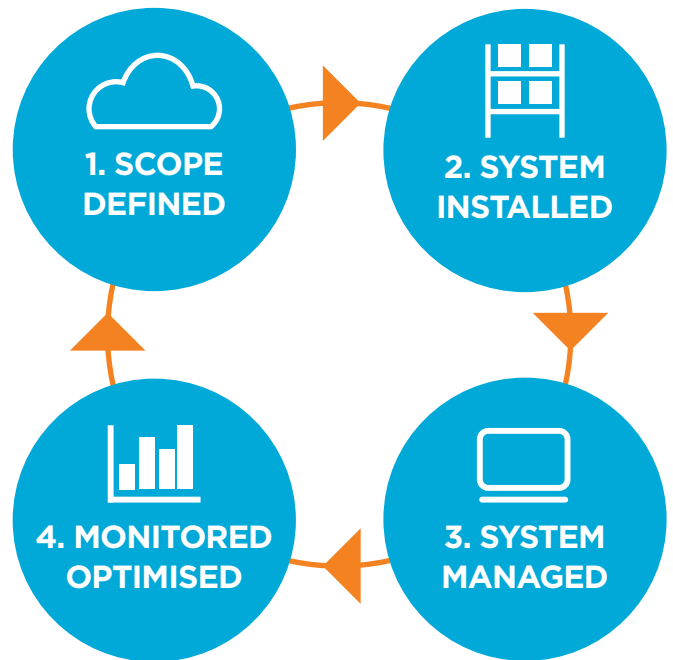 1. SCOPE
DEFINED
2. SYSTEM
INSTALLED
3. SYSTEM
MANAGED
4. MONITORED
OPTIMISED